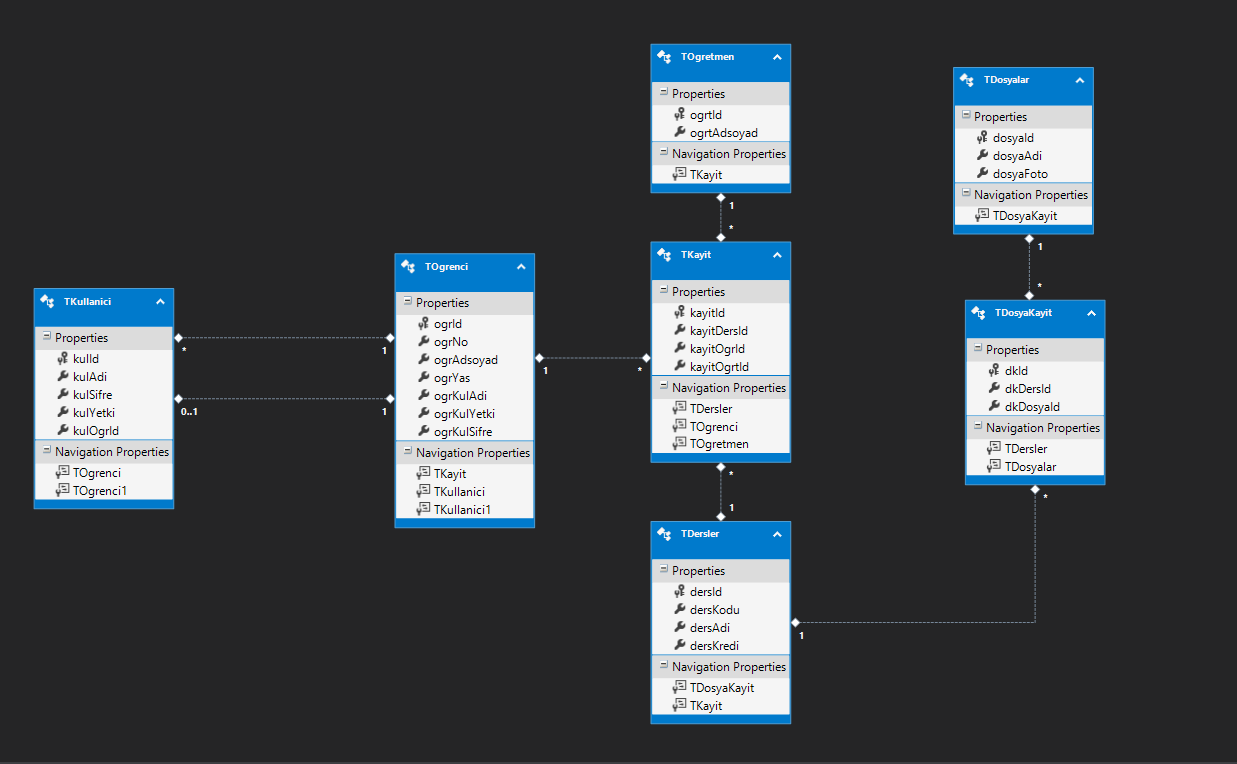 TOgretmen
Properties
ogrtId
ogrtAdsoyad
Navigation Properties
TKayit
1
*
TDosyalar
Properties
dosyaId
dosyaAdi
dosyaFoto
Navigation Properties
TDosyaKayit
1
*
TKullanici
Properties
kulId
kulAdi
kulSifre
kulYetki
kulOgrId
Navigation Properties
TOgrenci
TOgrenci1
*
1
0..1
1
TOgrenci
Properties
ogrId
ogrNo
ogrAdsoyad
ogrYas
ogrKulAdi
ogrKulYetki
ogrKulSifre
Navigation Properties
TKayit
TKullanici
TKullanici1
1
*
TKayit
Properties
kayitId
kayitDersId
kayitOgrId
kayitOgrtId
Navigation Properties
TDersler
TOgrenci
TOgretmen
*
1
TDosyaKayit
Properties
dkId
dkDersId
dkDosyaId
Navigation Properties
TDersler
TDosyalar
*
TDersler
Properties
dersId
dersKodu
dersAdi
dersKredi
Navigation Properties
TDosyaKayit
TKayit
1